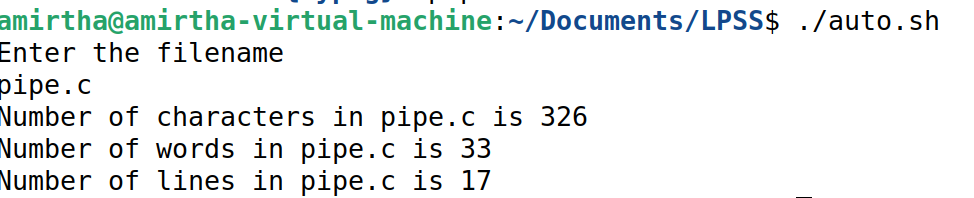 amirtha@amirtha-virtual-machine:~/Documents/LPSS$ ./auto.sh
Enter the filename
pipe.c
Number of characters in pipe.c is 326
Number of words in pipe.c is 33
Number of lines in pipe.c is 17